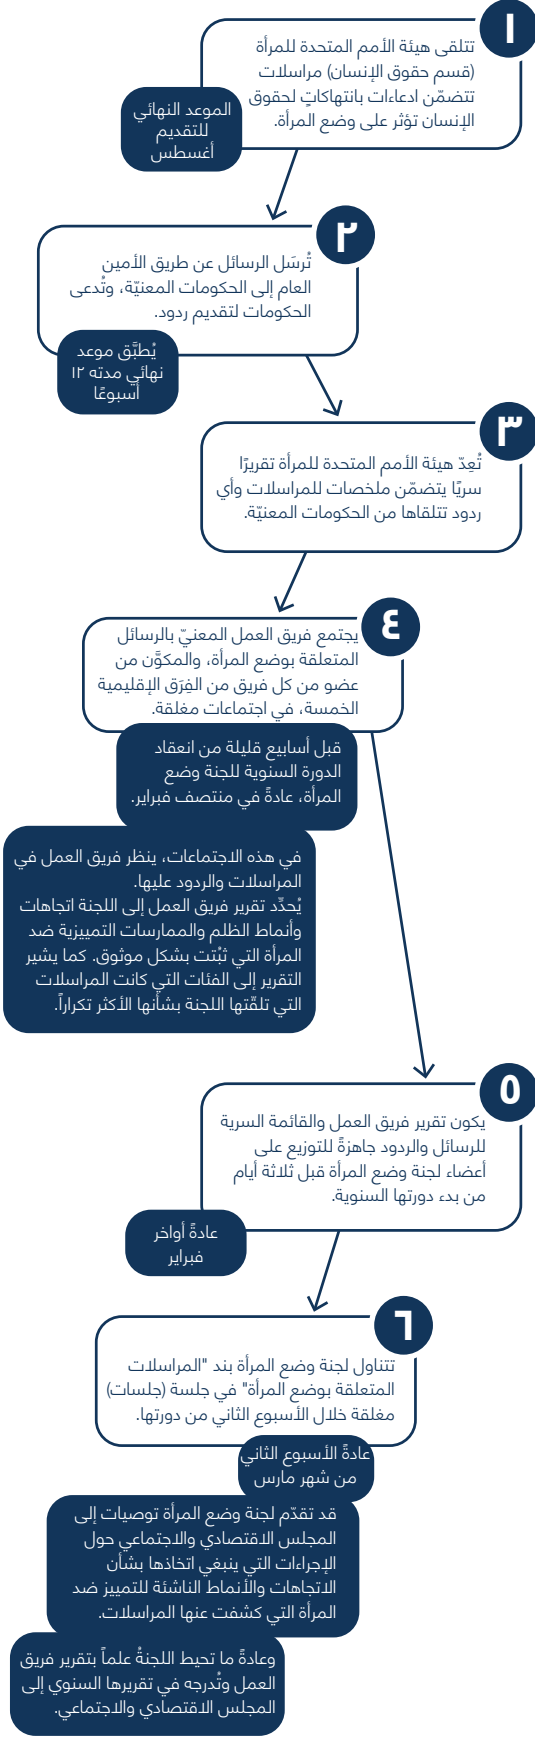 ١
تتلقى هيئة الأمم المتحدة للمرأة
(قسم حقوق الإنسان) مراسلات
تتضمّن ادعاءات بانتهاكاتٍ لحقوق
الإنسان تؤثر على وضع المرأة.
الموعد النهائي
للتقديم
أغسطس
٢
تُرسَل الرسائل عن طريق الأمين
العام إلى الحكومات المعنيّة، وتُدعى
الحكومات لتقديم ردود.
يُطبَّق موعد
نهائي مدته ١٢
أسبوعًا
٣
تُعِدّ هيئة الأمم المتحدة للمرأة تقريرًا
سريًا يتضمّن ملخصات للمراسلات وأي
ردود تتلقاها من الحكومات المعنيّة.
٤
يجتمع فريق العمل المعنيّ بالرسائل
المتعلقة بوضع المرأة، والمكوَّن من
عضو من كل فريق من الفِرَق الإقليمية
الخمسة، في اجتماعات مغلقة.
قبل أسابيع قليلة من انعقاد
الدورة السنوية للجنة وضع
المرأة، عادةً في منتصف فبراير.
في هذه الاجتماعات، ينظر فريق العمل في
المراسلات والردود عليها.
يُحدِّد تقرير فريق العمل إلى اللجنة اتجاهات
وأنماط الظلم والممارسات التمييزية ضد
المرأة التي ثبُتت بشكل موثوق. كما يشير
التقرير إلى الفئات التي كانت المراسلات
التي تلقّتها اللجنة بشأنها الأكثر تكراراً.
٥
يكون تقرير فريق العمل والقائمة السرية
للرسائل والردود جاهزةً للتوزيع على
أعضاء لجنة وضع المرأة قبل ثلاثة أيام
من بدء دورتها السنوية.
عادةً أواخر
فبراير
٦
تتناول لجنة وضع المرأة بند "المراسلات
المتعلقة بوضع المرأة" في جلسة (جلسات)
مغلقة خلال الأسبوع الثاني من دورتها.
عادةً الأسبوع الثاني
من شهر مارس
قد تقدّم لجنة وضع المرأة توصيات إلى
المجلس الاقتصادي والاجتماعي حول
الإجراءات التي ينبغي اتخاذها بشأن
الاتجاهات والأنماط الناشئة للتمييز ضد
المرأة التي كشفت عنها المراسلات.
وعادةً ما تحيط اللجنةُ علماً بتقرير فريق
العمل وتُدرجه في تقريرها السنوي إلى
المجلس الاقتصادي والاجتماعي.